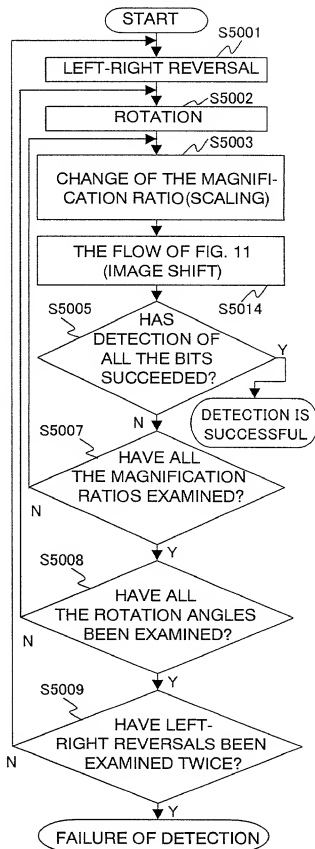 START
S5001
LEFT-RIGHT REVERSAL
S5002
ROTATION
S5003
CHANGE OF THE MAGNIFI-
CATION RATIO(SCALING)
THE FLOW OF FIG. 11
(IMAGE SHIFT)
S5014
S5005
HAS
DETECTION OF
ALL THE BITS
SUCCEEDED?
Y
N
DETECTION IS
SUCCESSFUL
S5007
HAVE ALL
THE MAGNIFICATION
RATIOS EXAMINED?
N
Y
S5008
HAVE ALL
THE ROTATION ANGLES
BEEN EXAMINED?
N
Y
S5009
HAVE LEFT-
RIGHT REVERSALS BEEN
EXAMINED TWICE?
N
Y
FAILURE OF DETECTION